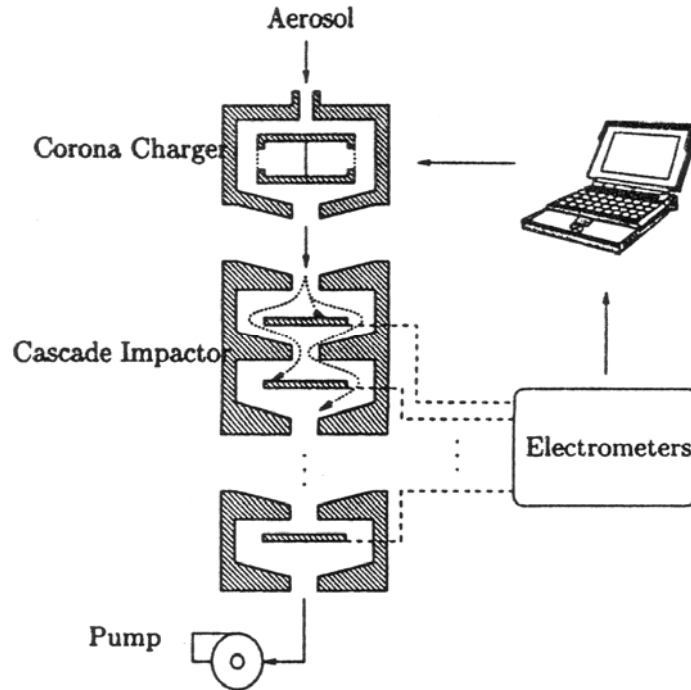 Aerosol
Corona Charger
Cascade Impactor
Electrometers
Pump